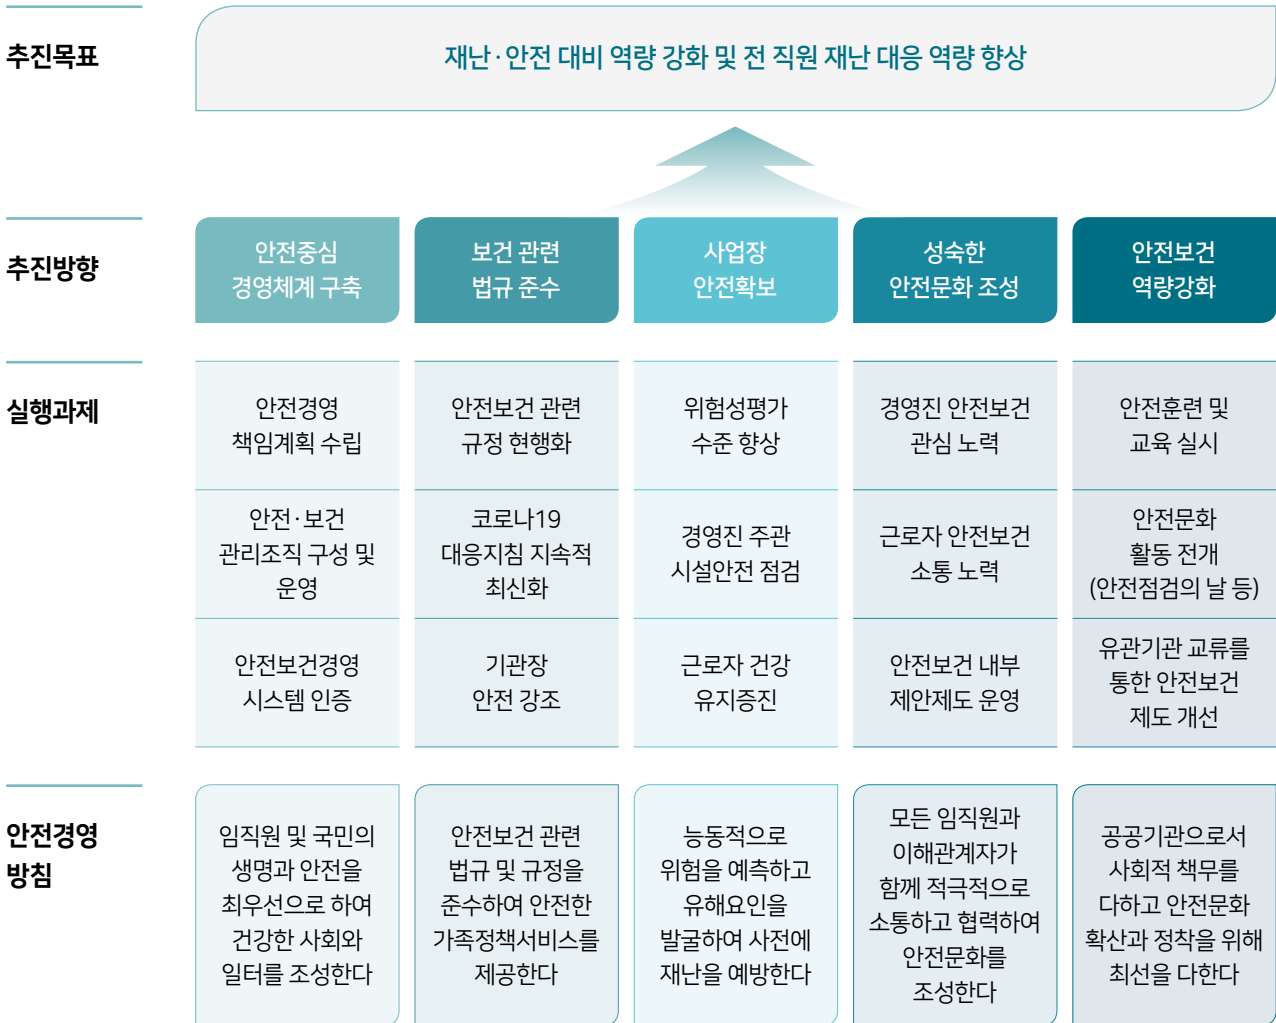 추진목표
재난·안전 대비 역량 강화 및 전 직원 재난 대응 역량 향상
추진방향
안전중심
경영체계 구축
보건 관련
법규 준수
사업장
안전확보
성숙한
안전문화 조성
안전보건
역량강화
실행과제
안전경영
책임계획 수립
안전보건 관련
규정 현행화
위험성평가
수준 향상
경영진 안전보건
관심 노력
안전훈련 및
교육 실시
안전·보건
관리조직 구성 및
운영
코로나19
대응지침 지속적
최신화
경영진 주관
시설안전 점검
근로자 안전보건
소통 노력
안전문화
활동 전개
(안전점검의 날 등)
안전보건경영
시스템 인증
기관장
안전 강조
근로자 건강
유지증진
안전보건 내부
제안제도 운영
유관기관 교류를
통한 안전보건
제도 개선
안전경영
방침
임직원 및 국민의
생명과 안전을
최우선으로 하여
건강한 사회와
일터를 조성한다
안전보건 관련
법규 및 규정을
준수하여 안전한
가족정책서비스를
제공한다
능동적으로
위험을 예측하고
유해요인을
발굴하여 사전에
재난을 예방한다
모든 임직원과
이해관계자가
함께 적극적으로
소통하고 협력하여
안전문화를
조성한다
공공기관으로서
사회적 책무를
다하고 안전문화
확산과 정착을 위해
최선을 다한다